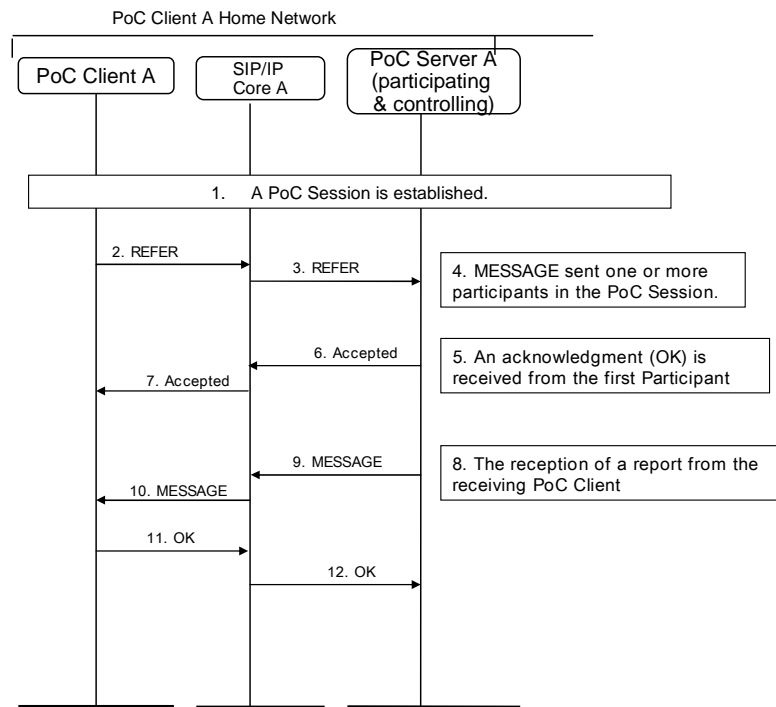 PoC Client A Home Network
PoC Client A
SIP/IP
Core A
PoC Server A
(participating
& controlling)
1. A PoC Session is established.
2. REFER
3. REFER
4. MESSAGE sent one or more
participants in the PoC Session.
6. Accepted
5. An acknowledgment (OK) is
received from the first Participant
7. Accepted
9. MESSAGE
8. The reception of a report from the
receiving PoC Client
10. MESSAGE
11. OK
12. OK